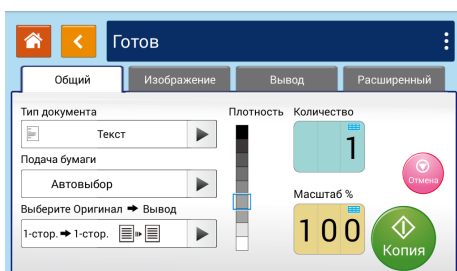 Готов
Общий Изображение Вывод Расширенный
Тип документа Плотность Количество
Текст
1
Подача бумаги
Автовыбор
Отмена
Масштаб %
Выберите Оригинал ➡ Вывод
1-стор. ➡ 1-стор.
100
Копия